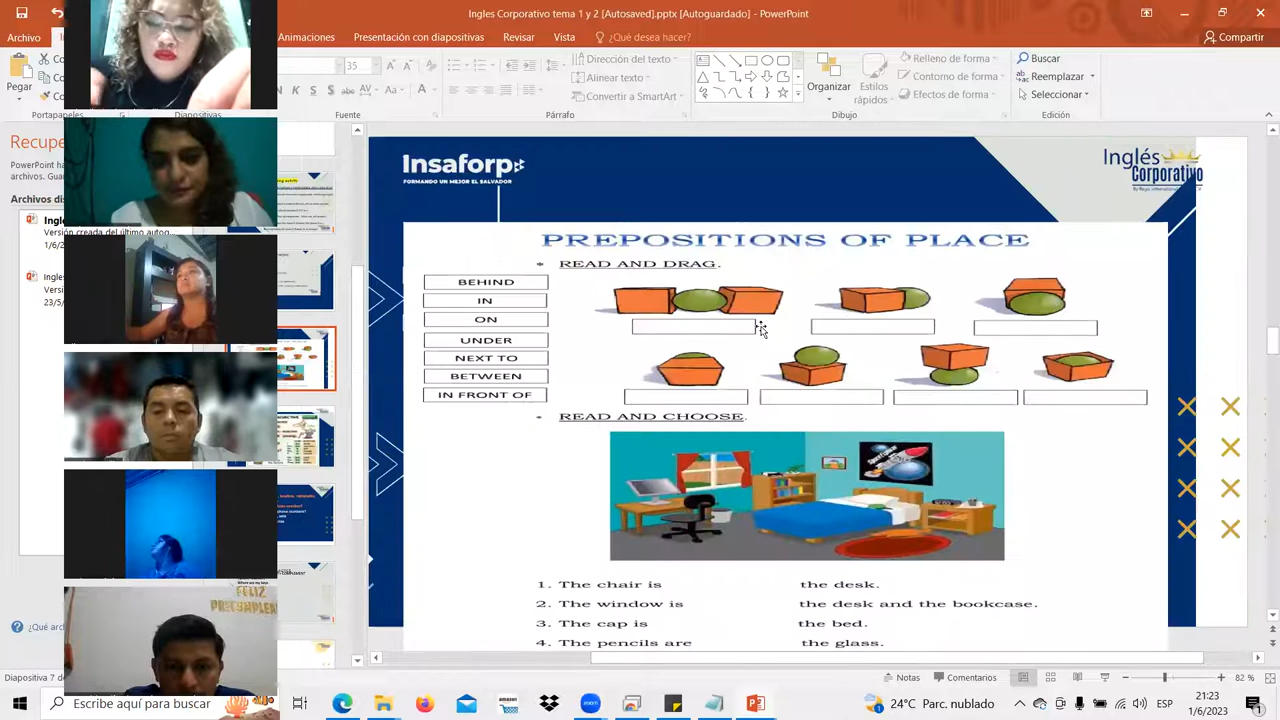 Ingles Corporativo tema 1 y 2 [Autosaved].pptx [Autoguardado]
Archivo
Animaciones
Presentación con diapositivas
Revisar
Vista
¿Qué desea hacer?
Compartir
Pegar
35
Dirección del texto
Alinear texto
Convertir a SmartArt
Organizar
Estilos
rápidos
Relleno de forma
Contorno de forma
Efectos de forma
Buscar
Reemplazar
Seleccionar
Portapapeles
Diapositivas
Fuente
Párrafo
Dibujo
Edición
Insaforp
FORMANDO UN MEJOR EL SALVADOR
Inglés
Corporativo
PREPOSITIONS OF PLACE
READ AND DRAG.
BEHIND
IN
ON
UNDER
NEXT TO
BETWEEN
IN FRONT OF
READ AND CHOOSE.
1. The chair is the desk.
2. The window is the desk and the bookcase.
3. The cap is the bed.
4. The pencils are the glass.
FELIZ
Notas
Comentarios
82 %
Escribe aquí para buscar
amazon
zoom
24°C Parc. nublado
ESP
1/6/2023